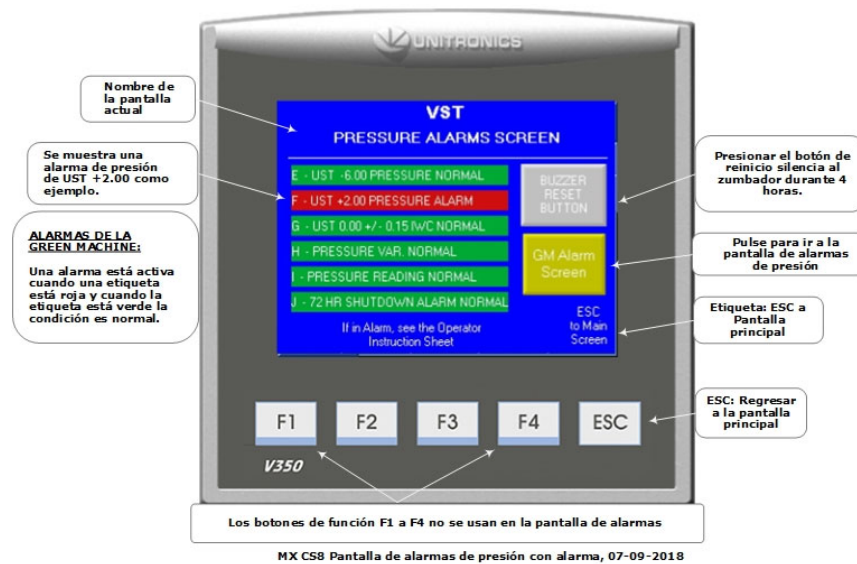 UNITRONICS
Nombre de
la pantalla
actual
VST
PRESSURE ALARMS SCREEN
Se muestra una
alarma de presión
de UST +2.00 como
ejemplo.
E - UST -6.00 PRESSURE NORMAL
F - UST +2.00 PRESSURE ALARM
G - UST 0.00 +/- 0.15 IWC NORMAL
H - PRESSURE VAR. NORMAL
I - PRESSURE READING NORMAL
J - 72 HR SHUTDOWN ALARM NORMAL
BUZZER
RESET
BUTTON
GM Alarm
Screen
If in Alarm, see the Operator
Instruction Sheet
ESC
to Main
Screen
Presionar el botón de
reinicio silencia al
zumbador durante 4
horas.
ALARMAS DE LA
GREEN MACHINE:
Una alarma está activa
cuando una etiqueta
está roja y cuando la
etiqueta está verde la
condición es normal.
Pulse para ir a la
pantalla de alarmas
de presión
Etiqueta: ESC a
Pantalla
principal
ESC: Regresar
a la pantalla
principal
F1
F2
F3
F4
ESC
V350
Los botones de función F1 a F4 no se usan en la pantalla de alarmas
MX CS8 Pantalla de alarmas de presión con alarma, 07-09-2018